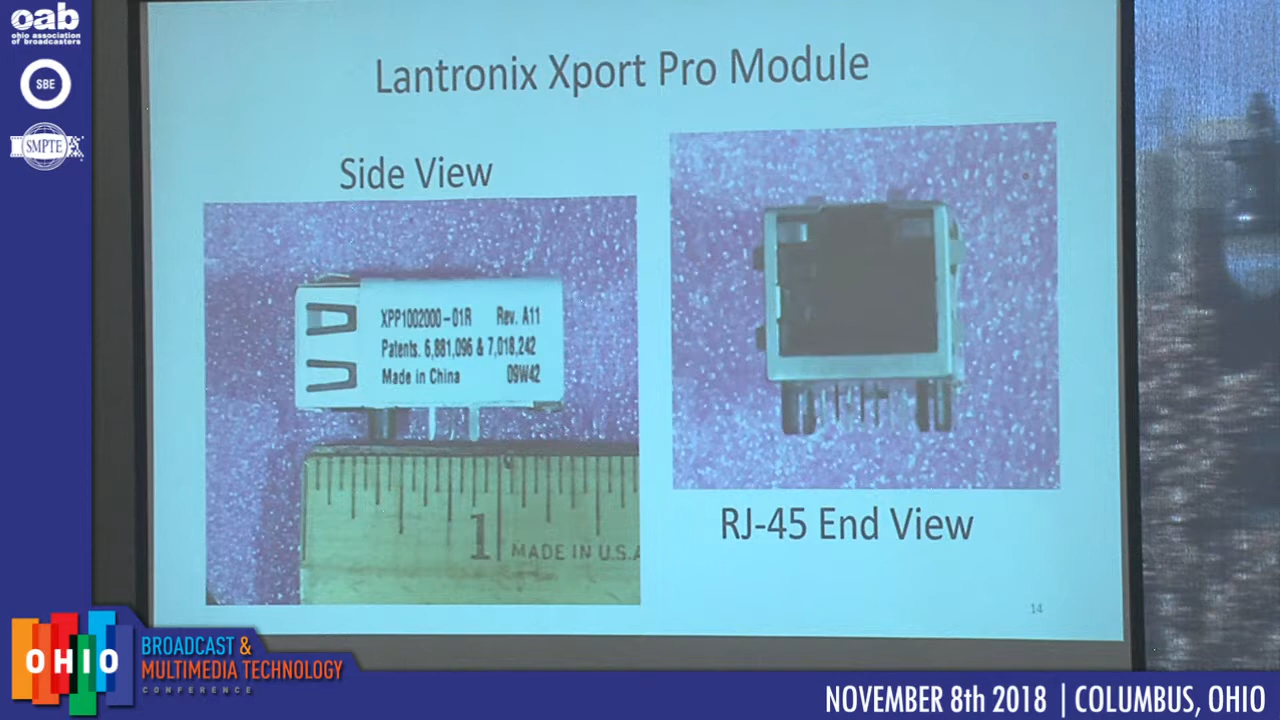 oab
ohio association
of broadcasters
SBE
SMPTE
Lantronix Xport Pro Module
Side View
XPP1002000-01R Rev. A11
Patents. 6,881,096 & 7,018,242
Made in China 09W42
1
MADE IN U.S.A
RJ-45 End View
14
OHIO
BROADCAST &
MULTIMEDIA TECHNOLOGY
CONFERENCE
NOVEMBER 8th 2018 | COLUMBUS, OHIO